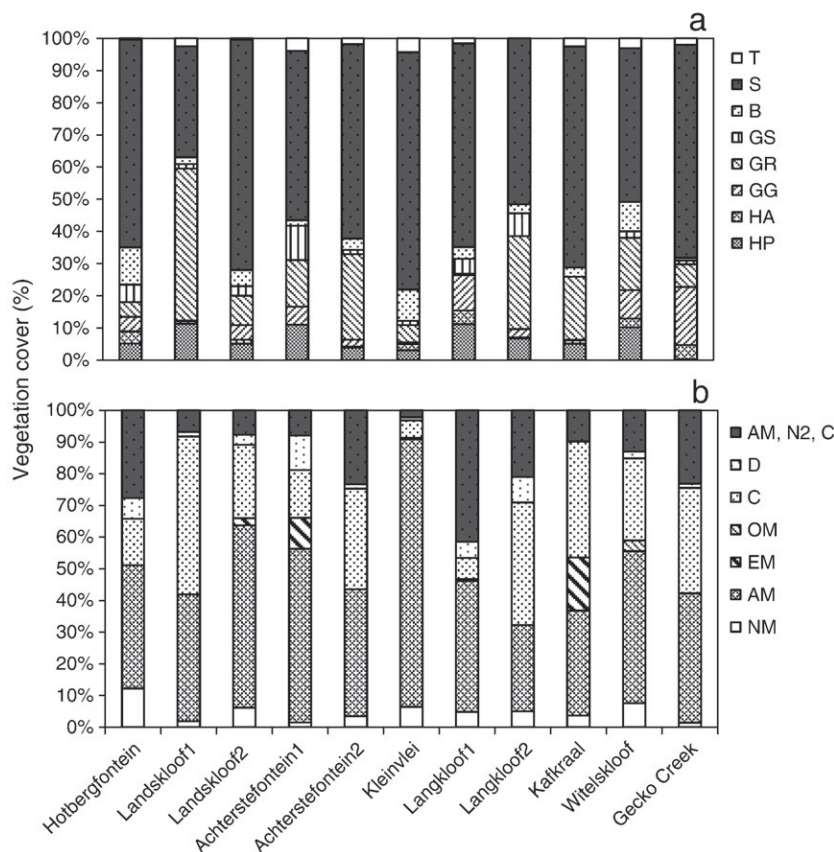 a
100%
90%
80%
70%
60%
50%
40%
30%
20%
10%
0%
T
S
B
GS
GR
GG
HA
HP
Vegetation cover (%)
b
100%
90%
80%
70%
60%
50%
40%
30%
20%
10%
0%
AM, N2, C
D
C
OM
EM
AM
NM
Hotbergfontein
Landskloof1
Landskloof2
Achterstefontein1
Achterstefontein2
Kleinvlei
Langkloof1
Langkloof2
Kafkraal
Witelskloof
Gecko Creek